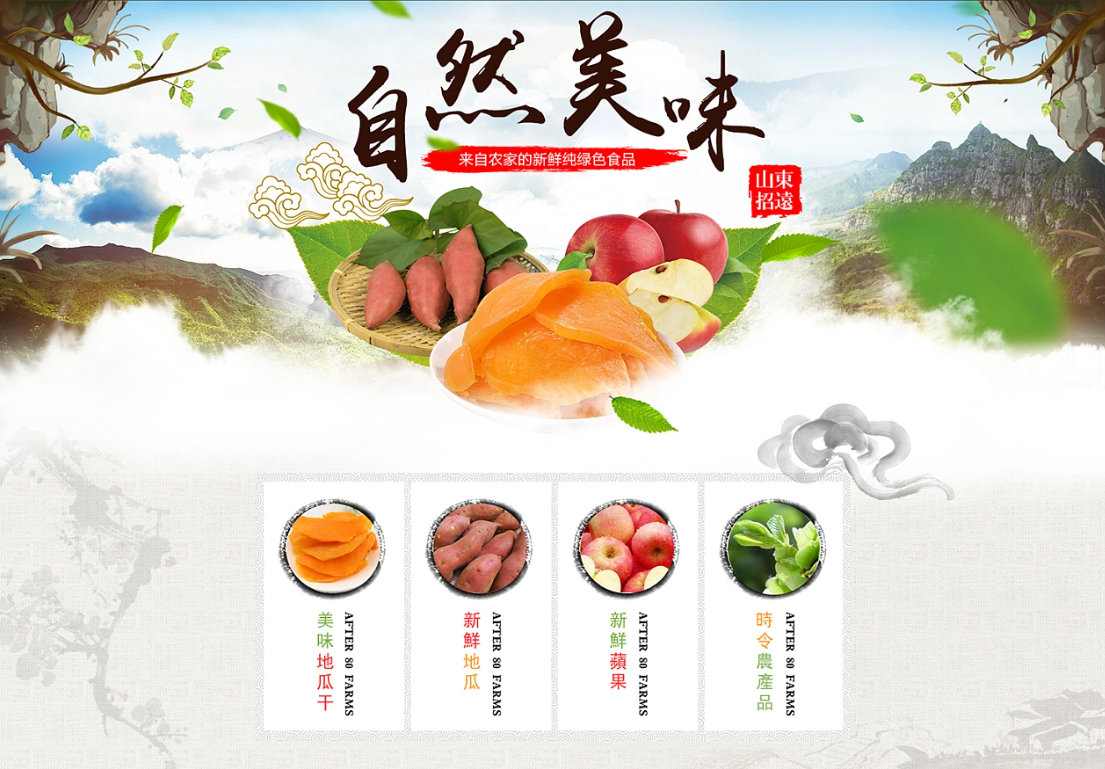 自然美味
来自农家的新鲜纯绿色食品
山東
招遠
美味地瓜干
AFTER 80 FARMS
新鮮地瓜
AFTER 80 FARMS
新鮮蘋果
AFTER 80 FARMS
時令農產品
AFTER 80 FARMS